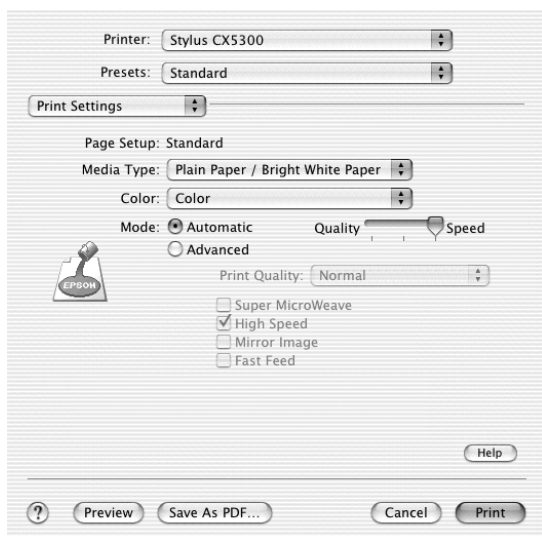 Printer: Stylus CX5300
Presets: Standard
Print Settings
Page Setup: Standard
Media Type: Plain Paper / Bright White Paper
Color: Color
Mode: Automatic Quality Speed
Advanced
EPSON
Print Quality: Normal
Super MicroWeave
High Speed
Mirror Image
Fast Feed
Help
? Preview Save As PDF... Cancel Print